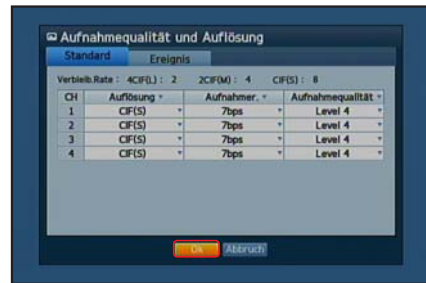 Aufnahmequalität und Auflösung
Standard Ereignis
Verbleib.Rate : 4CIF(L) : 2 2CIF(M) : 4 CIF(S) : 8
CH Auflösung Aufnahmer. Aufnahmequalität
1 CIF(S) 7bps Level 4
2 CIF(S) 7bps Level 4
3 CIF(S) 7bps Level 4
4 CIF(S) 7bps Level 4
Ok Abbruch